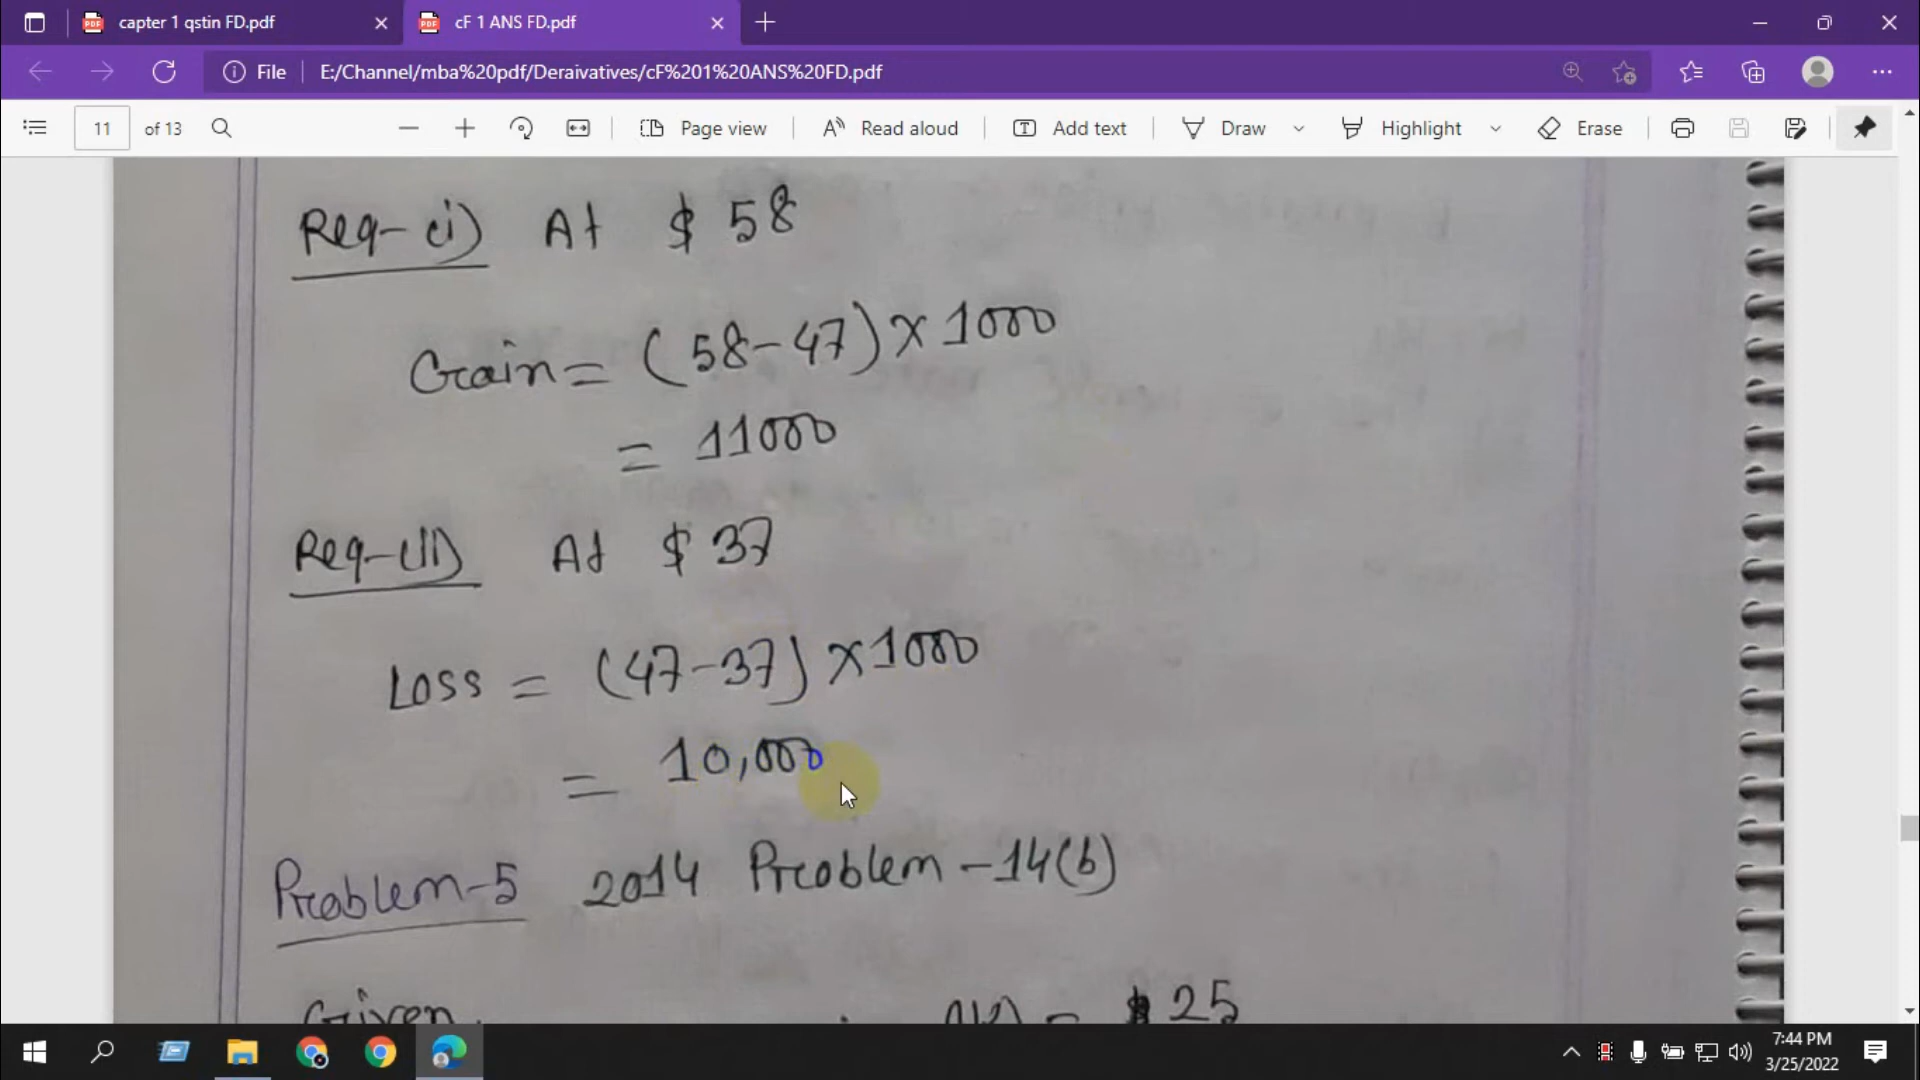 capter 1 qstin FD.pdf
cF 1 ANS FD.pdf
File
E:/Channel/mba%20pdf/Deraivatives/cF%201%20ANS%20FD.pdf
11 of 13
Page view
Read aloud
Add text
Draw
Highlight
Erase
Req-(i) At $ 58
Gain = (58-47) × 1000
= 11000
Req-(ii) At $ 37
Loss = (47-37) × 1000
= 10,000
Problem-5 2014 Problem -14(b)
Given,
= $25
7:44 PM
3/25/2022